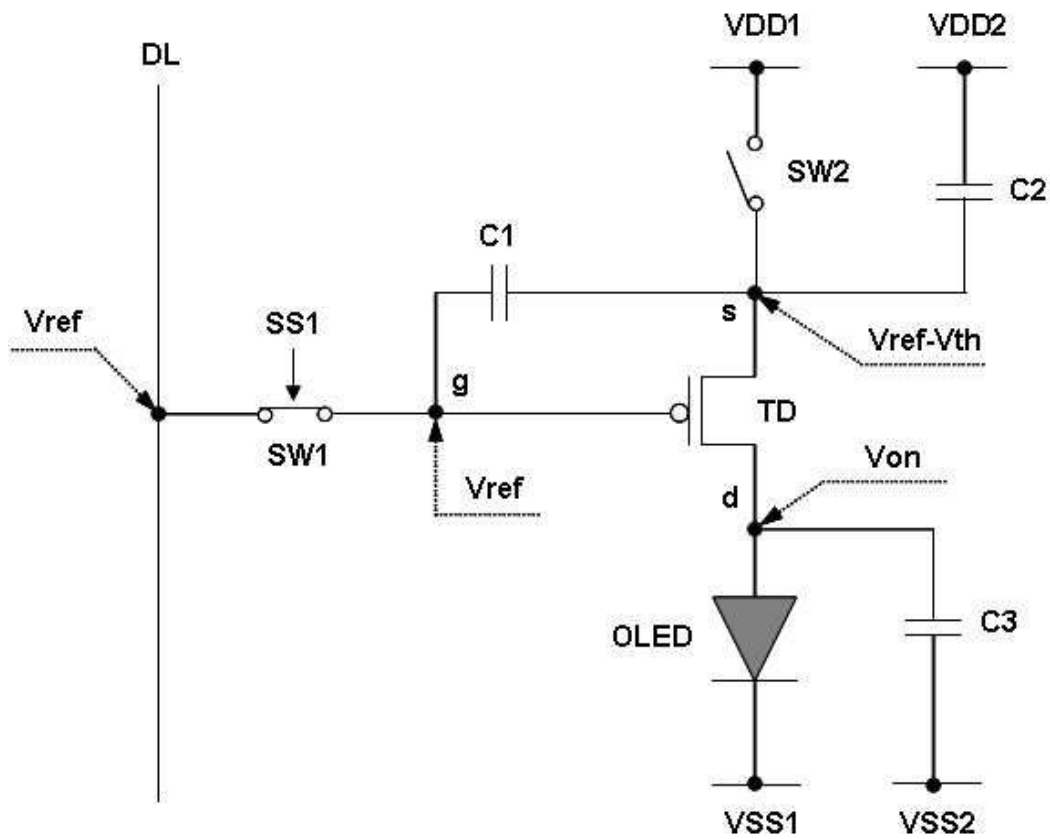 VDD1
VDD2
DL
SW2
C2
C1
Vref
SS1
s
Vref-Vth
g
TD
SW1
Vref
Von
d
OLED
C3
VSS1
VSS2